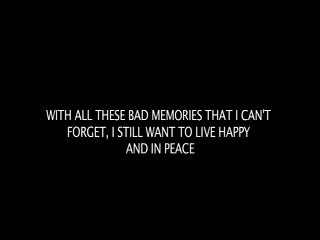 WITH ALL THESE BAD MEMORIES THAT I CAN'T
FORGET, I STILL WANT TO LIVE HAPPY
AND IN PEACE